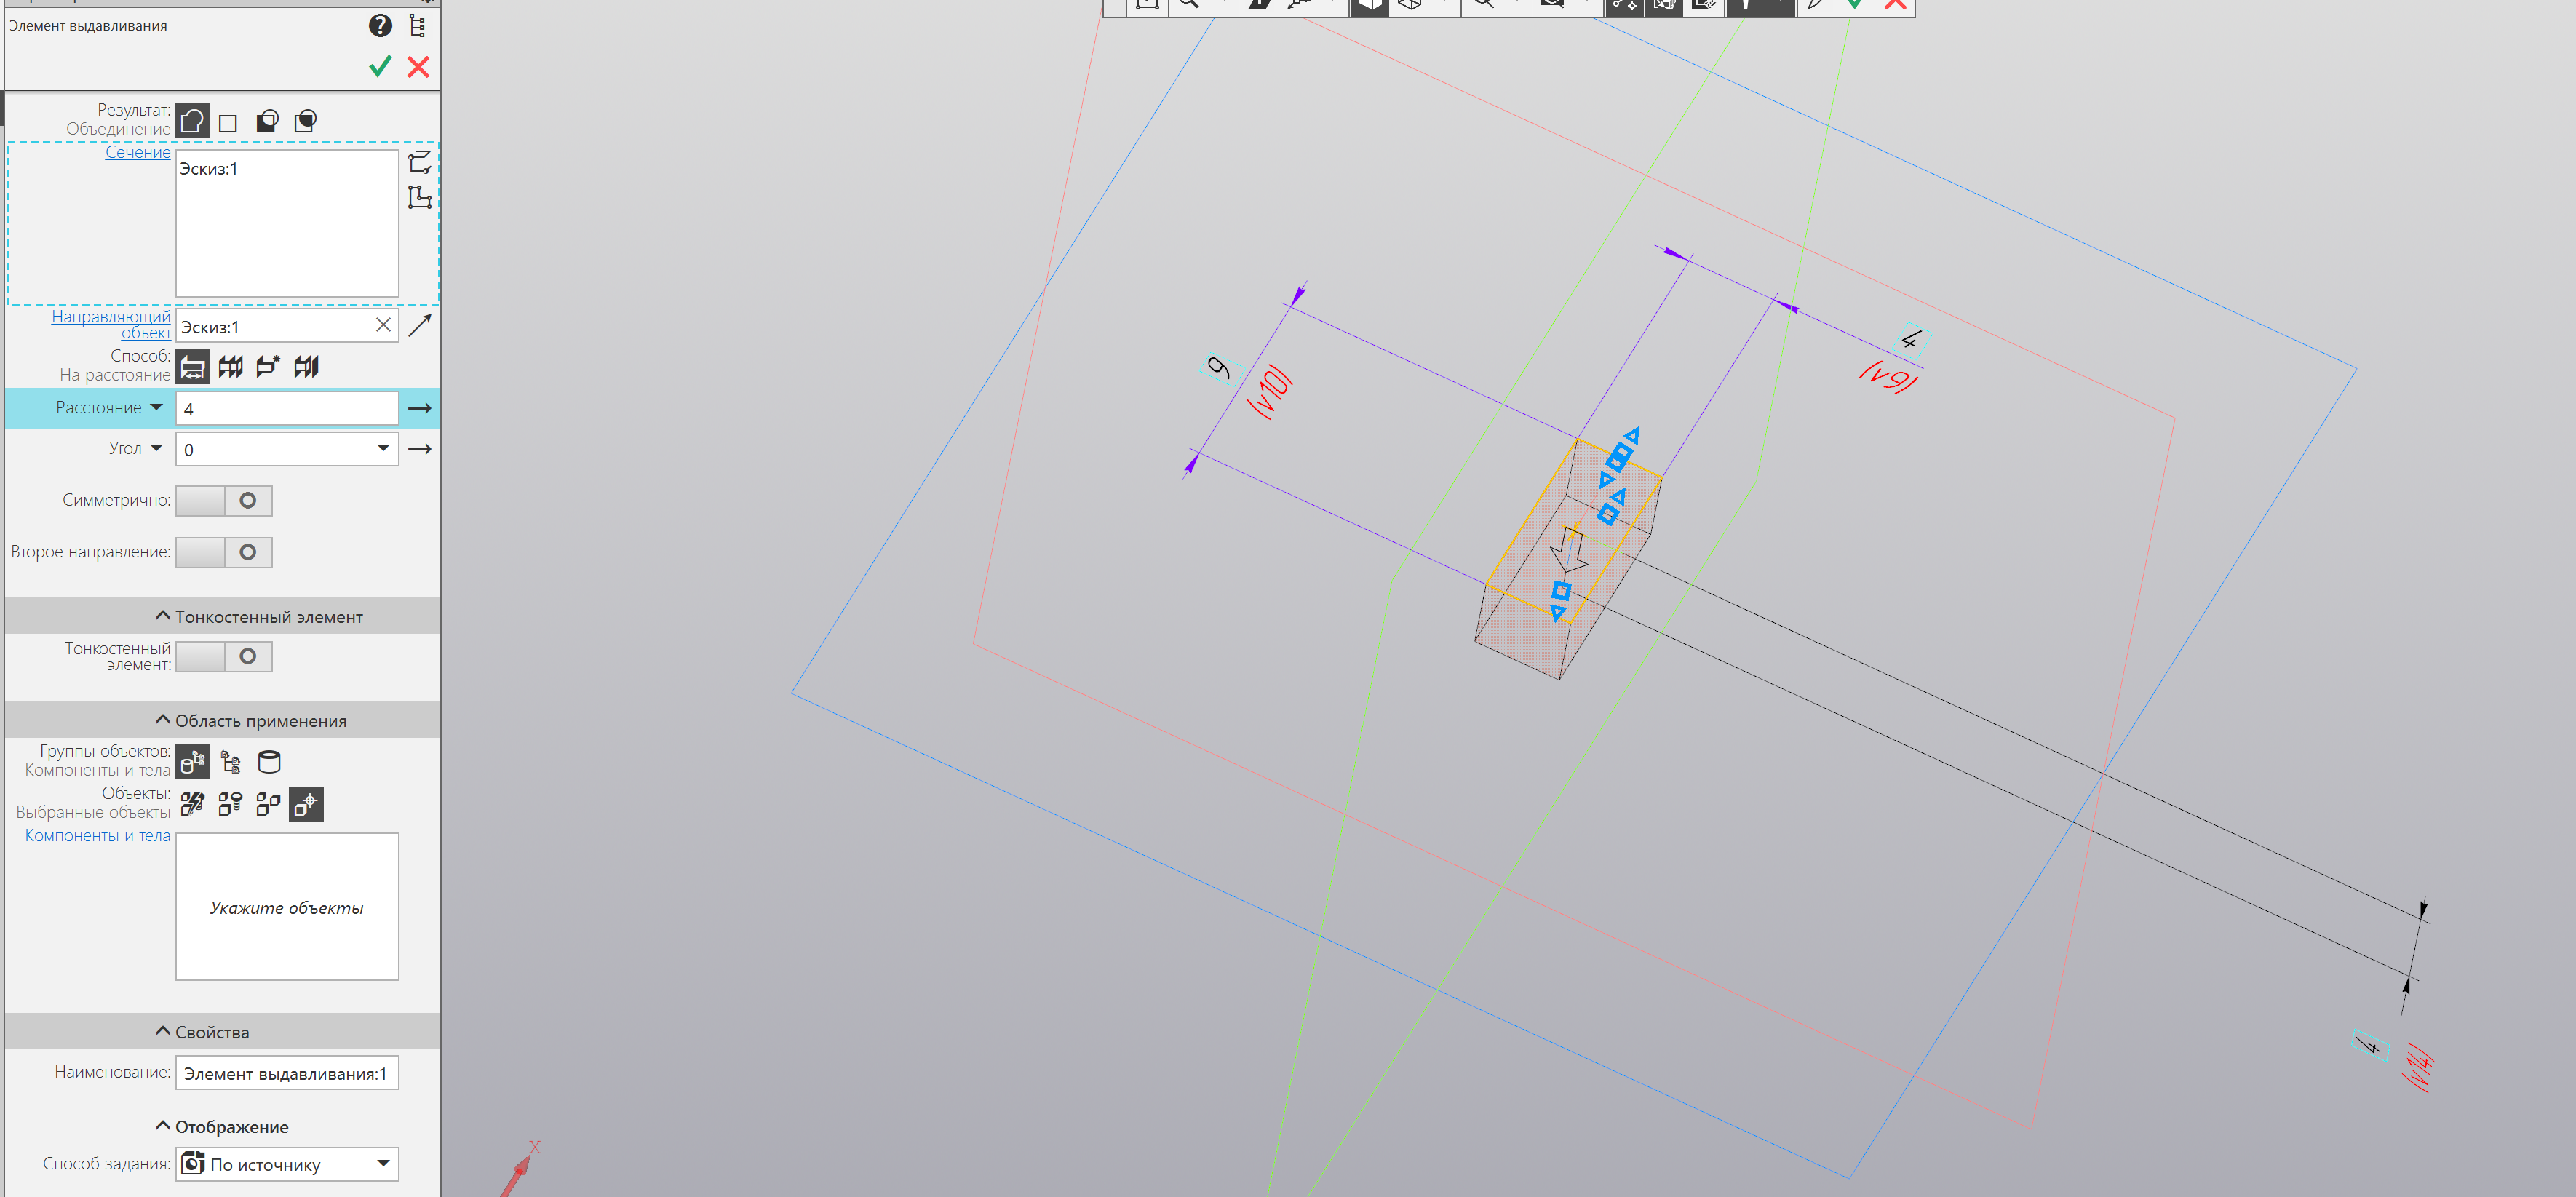 Элемент выдавливания
Результат:
Объединение
Сечение
Эскиз:1
Направляющий
объект
Эскиз:1
Способ:
На расстояние
Расстояние
4
Угол
0
Симметрично:
Второе направление:
Тонкостенный элемент
Тонкостенный
элемент:
Область применения
Группы объектов:
Компоненты и тела
Объекты:
Выбранные объекты
Компоненты и тела
Укажите объекты
Свойства
Наименование:
Элемент выдавливания:1
Отображение
Способ задания:
По источнику
4
(v9)
(v10)
4
X